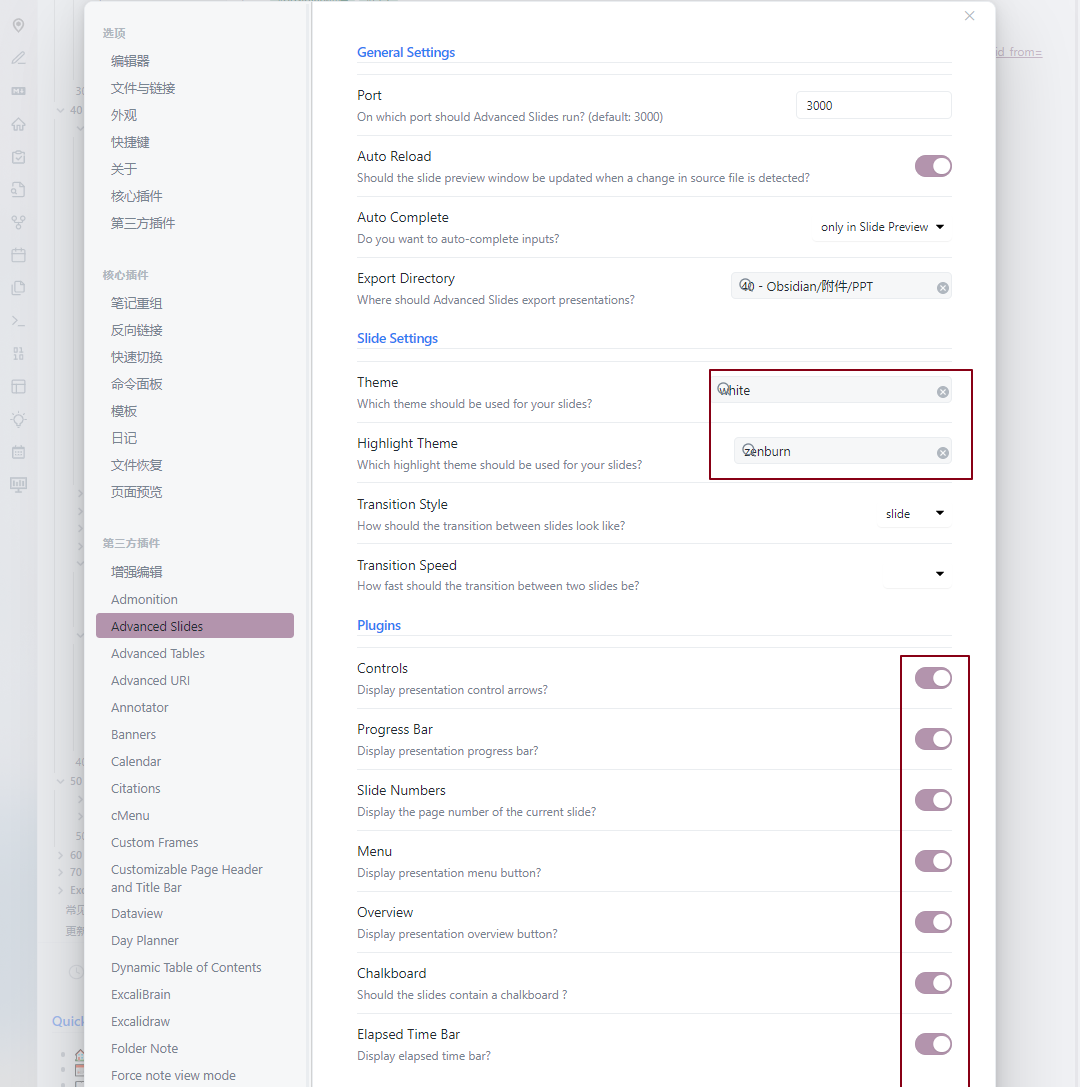 选项
编辑器
文件与链接
外观
快捷键
关于
核心插件
第三方插件
核心插件
笔记重组
反向链接
快速切换
命令面板
模板
日记
文件恢复
页面预览
第三方插件
增强编辑
Admonition
Advanced Slides
Advanced Tables
Advanced URI
Annotator
Banners
Calendar
Citations
cMenu
Custom Frames
Customizable Page Header
and Title Bar
Dataview
Day Planner
Dynamic Table of Contents
ExcaliBrain
Excalidraw
Folder Note
Force note view mode
General Settings
Port
On which port should Advanced Slides run? (default: 3000)
3000
Auto Reload
Should the slide preview window be updated when a change in source file is detected?
Auto Complete
Do you want to auto-complete inputs?
only in Slide Preview
Export Directory
Where should Advanced Slides export presentations?
40 - Obsidian/附件/PPT
Slide Settings
Theme
Which theme should be used for your slides?
white
Highlight Theme
Which highlight theme should be used for your slides?
zenburn
Transition Style
How should the transition between slides look like?
slide
Transition Speed
How fast should the transition between two slides be?
Plugins
Controls
Display presentation control arrows?
Progress Bar
Display presentation progress bar?
Slide Numbers
Display the page number of the current slide?
Menu
Display presentation menu button?
Overview
Display presentation overview button?
Chalkboard
Should the slides contain a chalkboard ?
Elapsed Time Bar
Display elapsed time bar?
id_from=
40
50
60
70